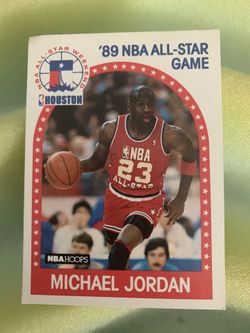 NBA ALL-STAR WEEKEND
HOUSTON
'89 NBA ALL-STAR
GAME
NBA
23
ALL-STAR
NBA HOOPS
MICHAEL JORDAN